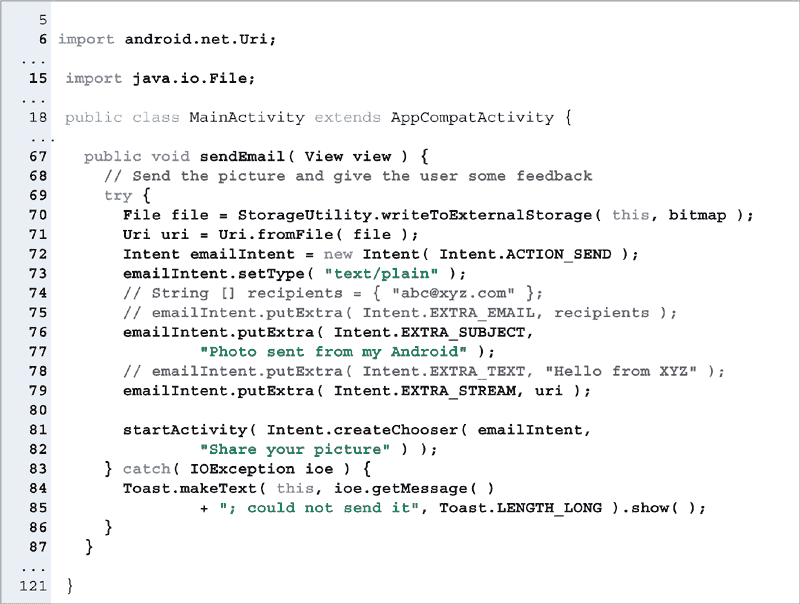 5
6 import android.net.Uri;
...
15 import java.io.File;
...
18 public class MainActivity extends AppCompatActivity {
...
67 public void sendEmail( View view ) {
68 // Send the picture and give the user some feedback
69 try {
70 File file = StorageUtility.writeToExternalStorage( this, bitmap );
71 Uri uri = Uri.fromFile( file );
72 Intent emailIntent = new Intent( Intent.ACTION_SEND );
73 emailIntent.setType( "text/plain" );
74 // String [] recipients = { "abc@xyz.com" };
75 // emailIntent.putExtra( Intent.EXTRA_EMAIL, recipients );
76 emailIntent.putExtra( Intent.EXTRA_SUBJECT,
77 "Photo sent from my Android" );
78 // emailIntent.putExtra( Intent.EXTRA_TEXT, "Hello from XYZ" );
79 emailIntent.putExtra( Intent.EXTRA_STREAM, uri );
80
81 startActivity( Intent.createChooser( emailIntent,
82 "Share your picture" ) );
83 } catch( IOException ioe ) {
84 Toast.makeText( this, ioe.getMessage( )
85 + "; could not send it", Toast.LENGTH_LONG ).show( );
86 }
87 }
...
121 }